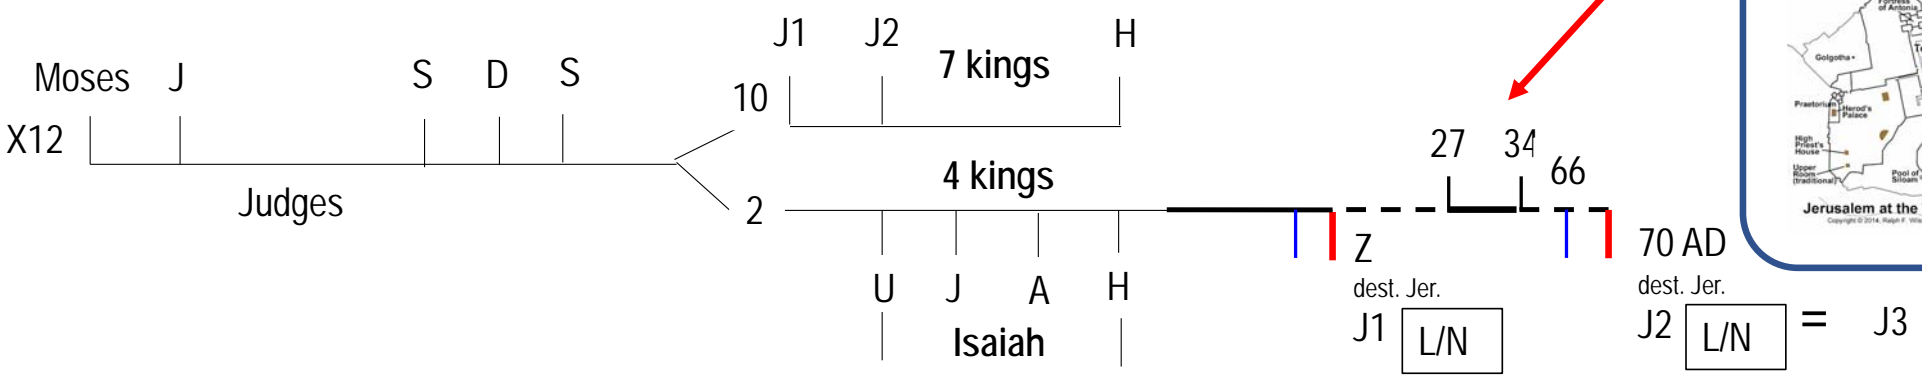 Moses J S D S
X12
Judges
10
2
J1 J2 7 kings H
4 kings
U J A H
Isaiah
27 34 66
Z
dest. Jer.
J1 L/N
70 AD
dest. Jer.
J2 L/N = J3
of Antonia
Golgotha
Praetorium
Herod's
Palace
High
Priest's
House
Upper
Room
(traditional)
Pool of
Siloam
Jerusalem at the